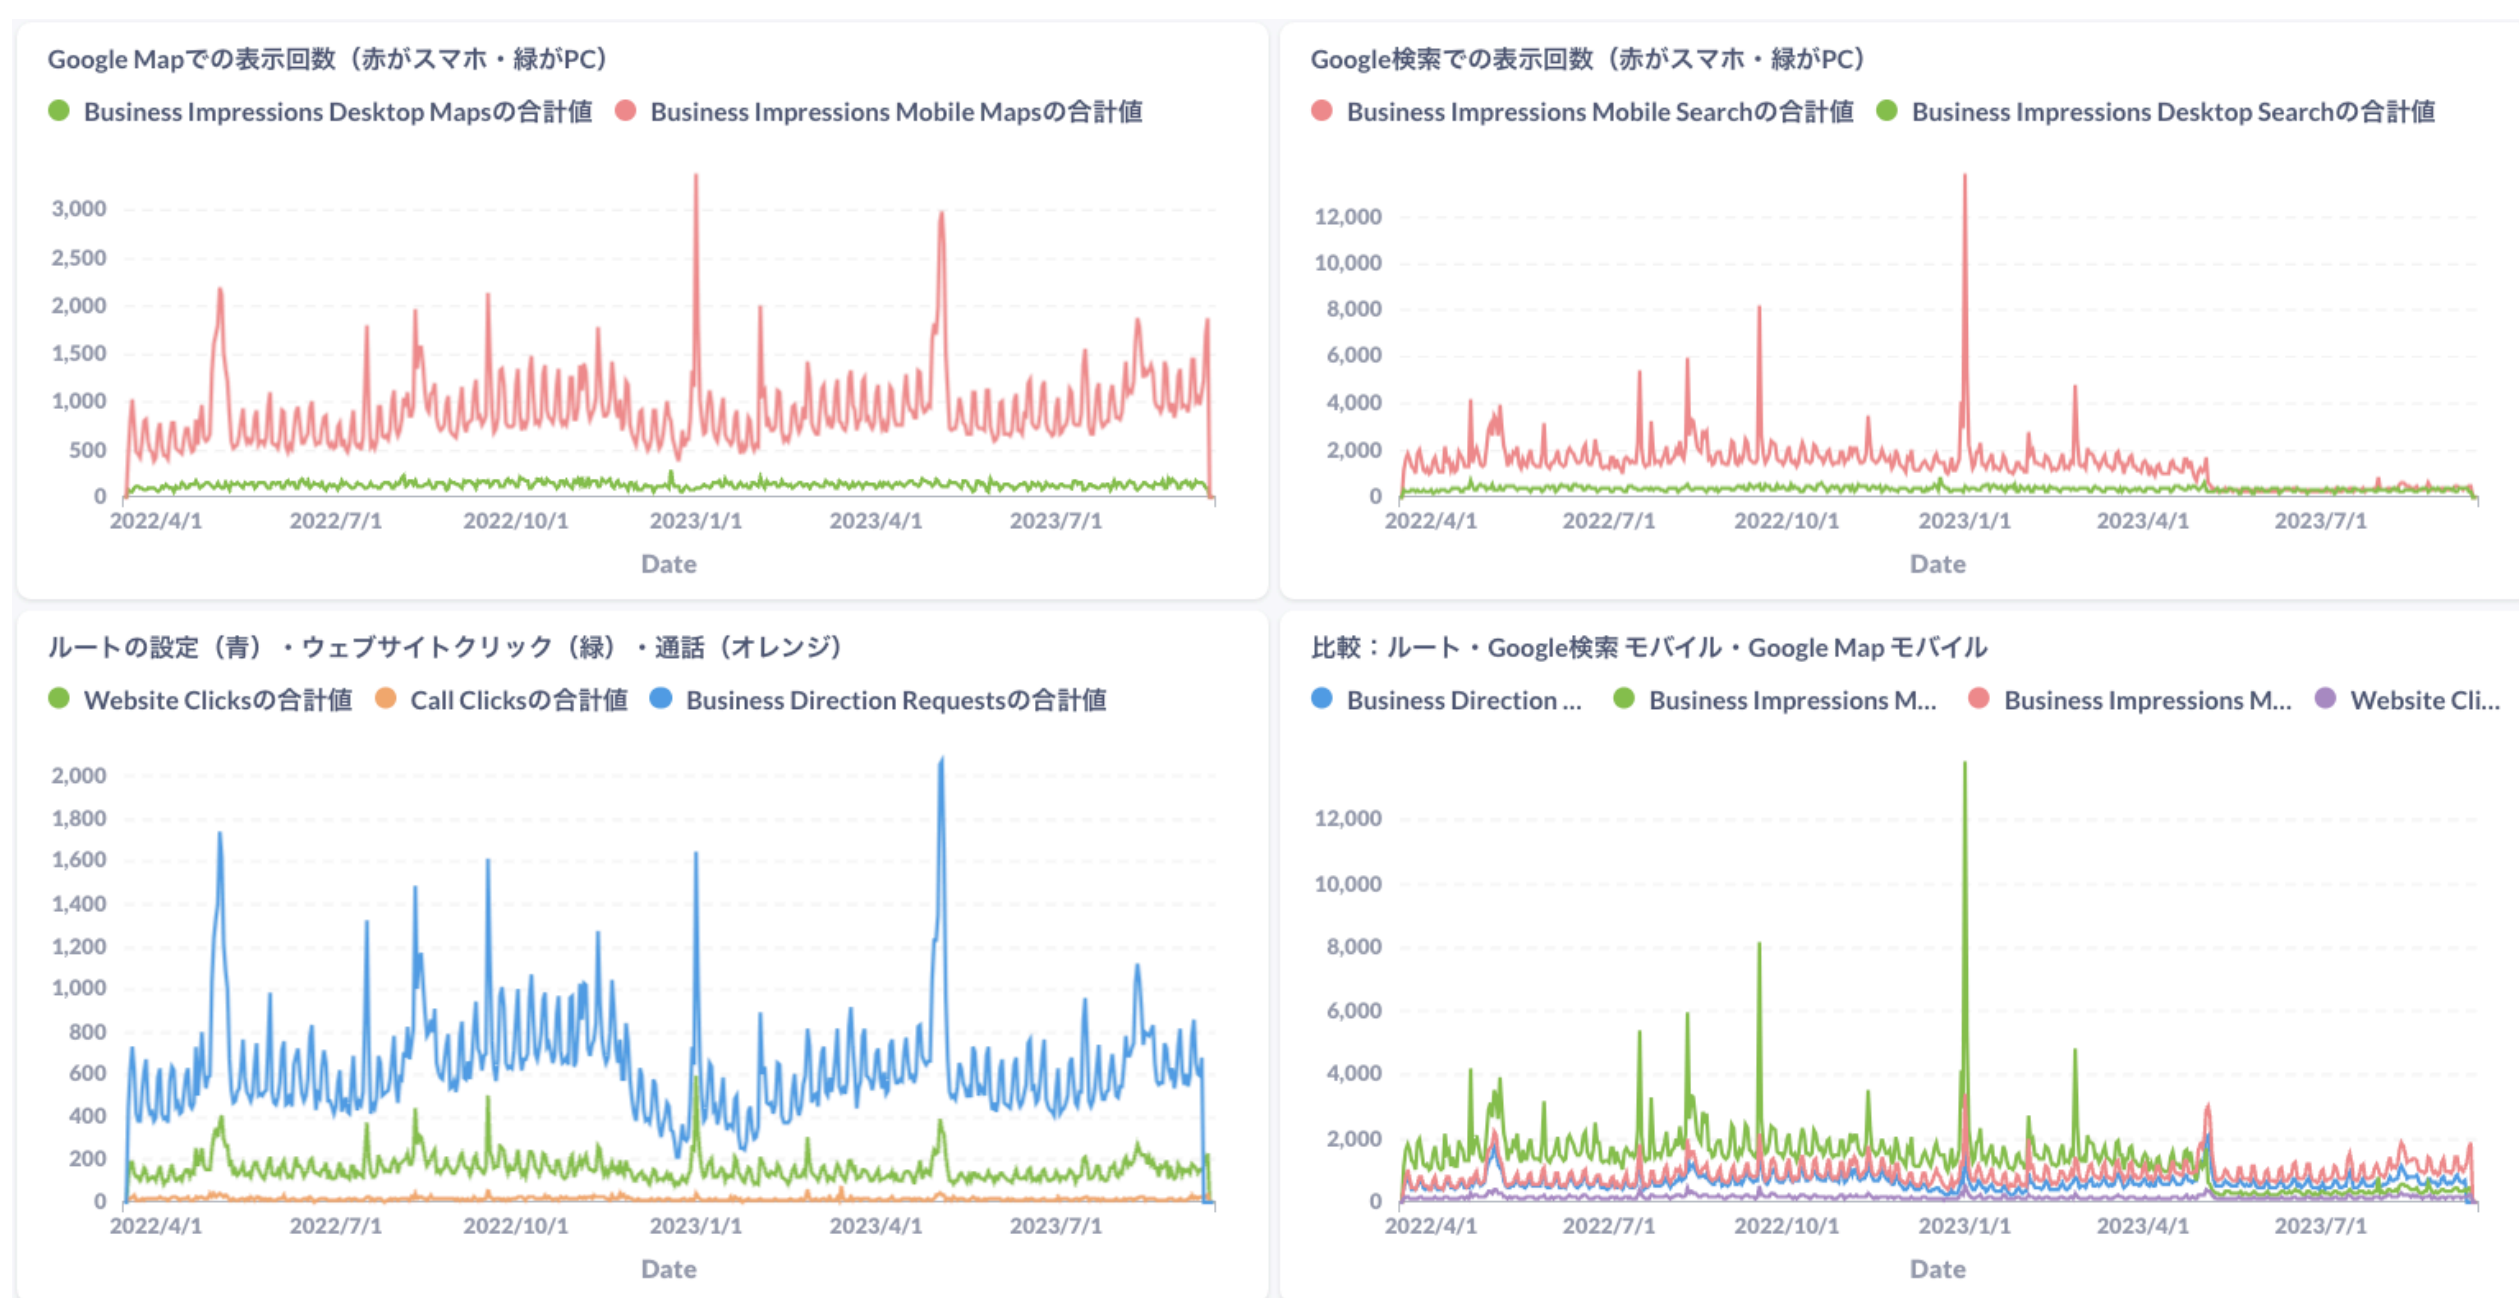 Google Mapでの表示回数（赤がスマホ・緑がPC）
Business Impressions Desktop Mapsの合計値 Business Impressions Mobile Mapsの合計値
3,000
2,500
2,000
1,500
1,000
500
0
2022/4/1 2022/7/1 2022/10/1 2023/1/1 2023/4/1 2023/7/1
Date
Google検索での表示回数（赤がスマホ・緑がPC）
Business Impressions Mobile Searchの合計値 Business Impressions Desktop Searchの合計値
12,000
10,000
8,000
6,000
4,000
2,000
0
2022/4/1 2022/7/1 2022/10/1 2023/1/1 2023/4/1 2023/7/1
Date
ルートの設定（青）・ウェブサイトクリック（緑）・通話（オレンジ）
Website Clicksの合計値 Call Clicksの合計値 Business Direction Requestsの合計値
2,000
1,800
1,600
1,400
1,200
1,000
800
600
400
200
0
2022/4/1 2022/7/1 2022/10/1 2023/1/1 2023/4/1 2023/7/1
Date
比較：ルート・Google検索 モバイル・Google Map モバイル
Business Direction ... Business Impressions M... Business Impressions M... Website Cli...
12,000
10,000
8,000
6,000
4,000
2,000
0
2022/4/1 2022/7/1 2022/10/1 2023/1/1 2023/4/1 2023/7/1
Date